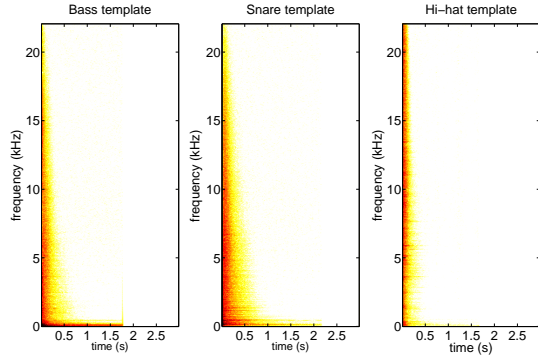 Bass template
Snare template
Hi-hat template
frequency (kHz)
20
15
10
5
0
0.5 1 1.5 2 2.5
time (s)
frequency (kHz)
20
15
10
5
0
0.5 1 1.5 2 2.5
time (s)
frequency (kHz)
20
15
10
5
0
0.5 1 1.5 2 2.5
time (s)